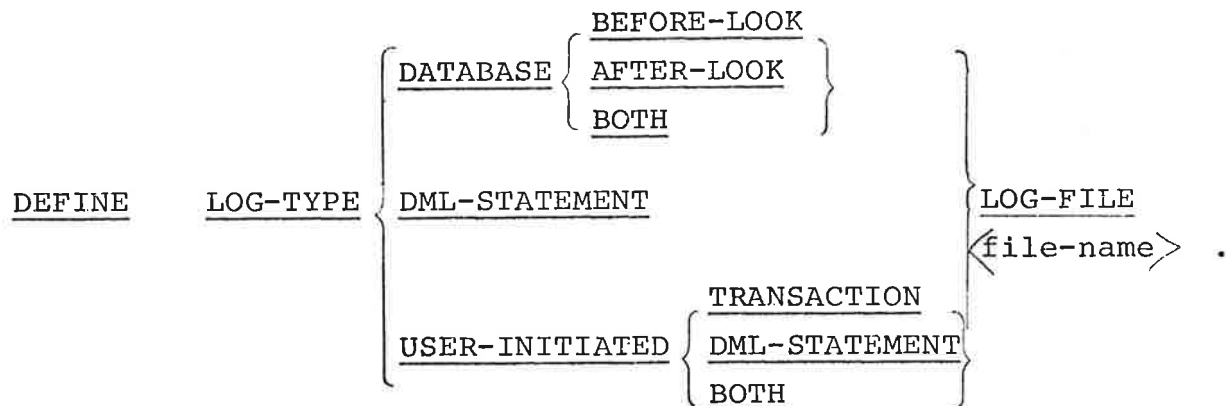 BEFORE-LOOK
DATABASE AFTER-LOOK
BOTH
DEFINE LOG-TYPE DML-STATEMENT LOG-FILE
<file-name> .
TRANSACTION
USER-INITIATED DML-STATEMENT
BOTH